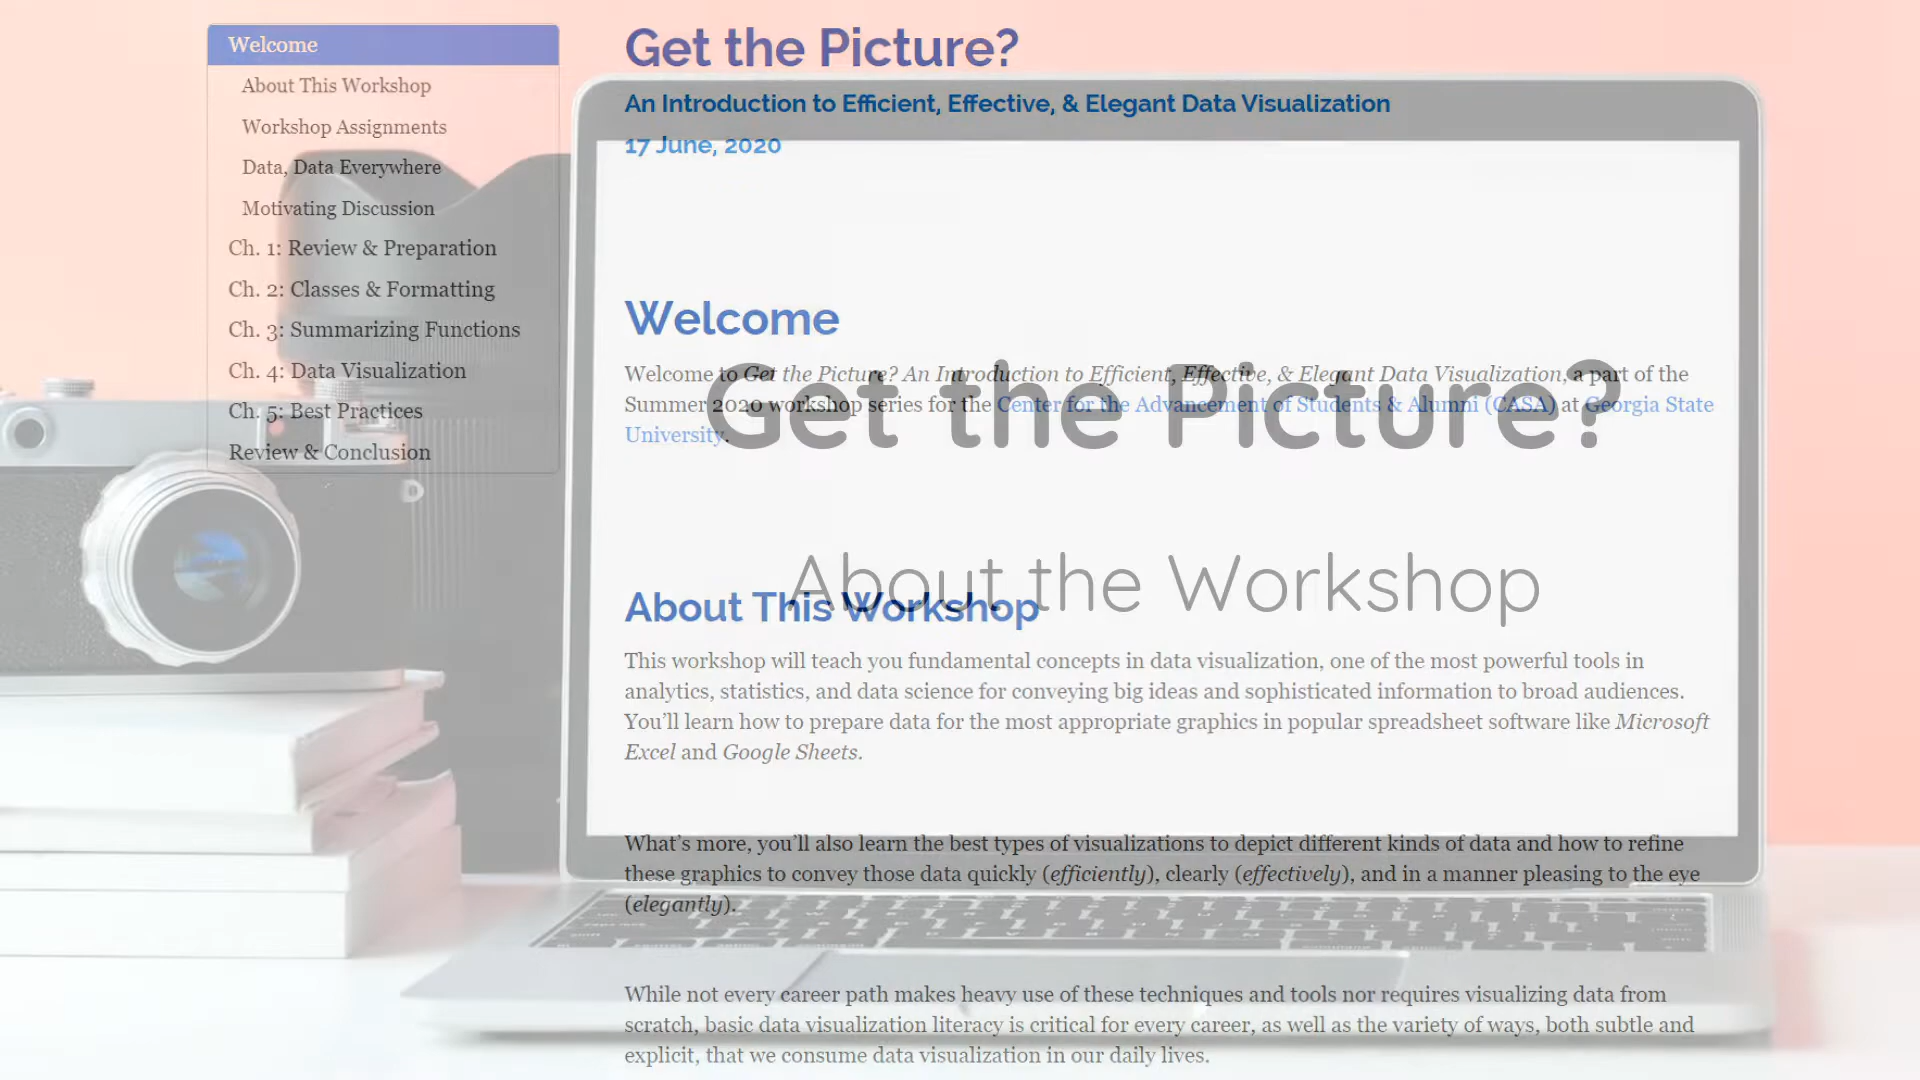 Welcome
About This Workshop
Workshop Assignments
Data, Data Everywhere
Motivating Discussion
Ch. 1: Review & Preparation
Ch. 2: Classes & Formatting
Ch. 3: Summarizing Functions
Ch. 4: Data Visualization
Ch. 5: Best Practices
Review & Conclusion
Get the Picture?
An Introduction to Efficient, Effective, & Elegant Data Visualization
17 June, 2020
Welcome
Welcome to Get the Picture? An Introduction to Efficient, Effective, & Elegant Data Visualization, a part of the
Summer 2020 workshop series for the Center for the Advancement of Students & Alumni (CASA) at Georgia State
University.
Get the Picture?
About the Workshop
About This Workshop
This workshop will teach you fundamental concepts in data visualization, one of the most powerful tools in
analytics, statistics, and data science for conveying big ideas and sophisticated information to broad audiences.
You’ll learn how to prepare data for the most appropriate graphics in popular spreadsheet software like Microsoft
Excel and Google Sheets.
What’s more, you’ll also learn the best types of visualizations to depict different kinds of data and how to refine
these graphics to convey those data quickly (efficiently), clearly (effectively), and in a manner pleasing to the eye
(elegantly).
While not every career path makes heavy use of these techniques and tools nor requires visualizing data from
scratch, basic data visualization literacy is critical for every career, as well as the variety of ways, both subtle and
explicit, that we consume data visualization in our daily lives.